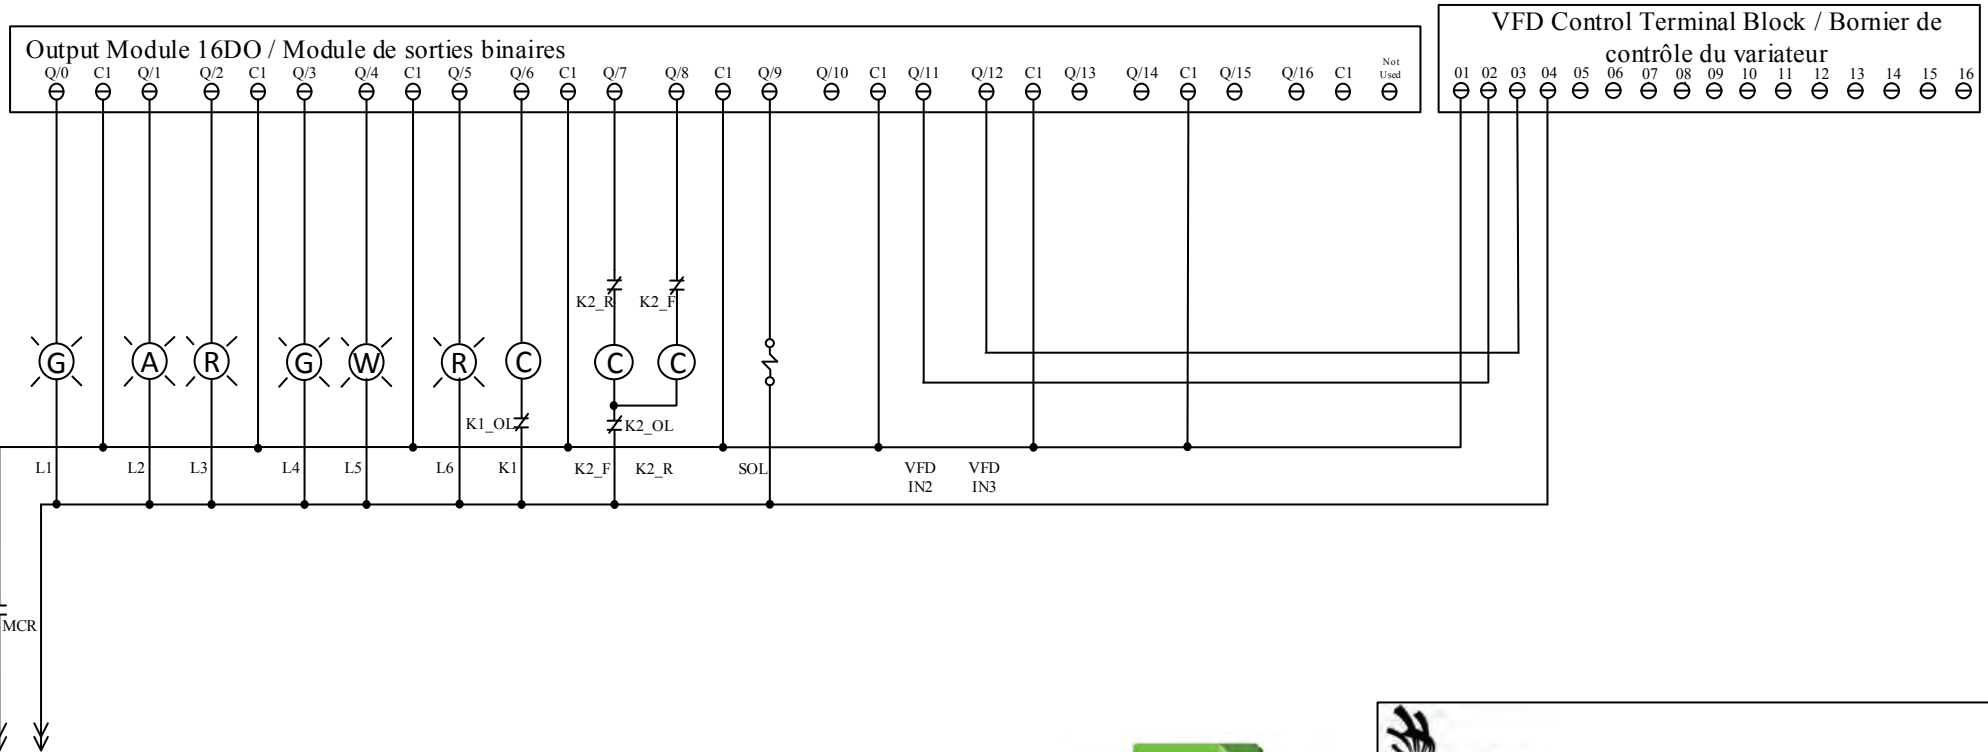 Output Module 16DO / Module de sorties binaires
Q/0 C1 Q/1 Q/2 C1 Q/3 Q/4 C1 Q/5 Q/6 C1 Q/7 Q/8 C1 Q/9 Q/10 C1 Q/11 Q/12 C1 Q/13 Q/14 C1 Q/15 Q/16 C1 Not Used
VFD Control Terminal Block / Bornier de
contrôle du variateur
01 02 03 04 05 06 07 08 09 10 11 12 13 14 15 16
K2_R K2_F
G A R G W R C C C
K1_OL K2_OL
L1 L2 L3 L4 L5 L6 K1 K2_F K2_R SOL VFD VFD
IN2 IN3
MCR